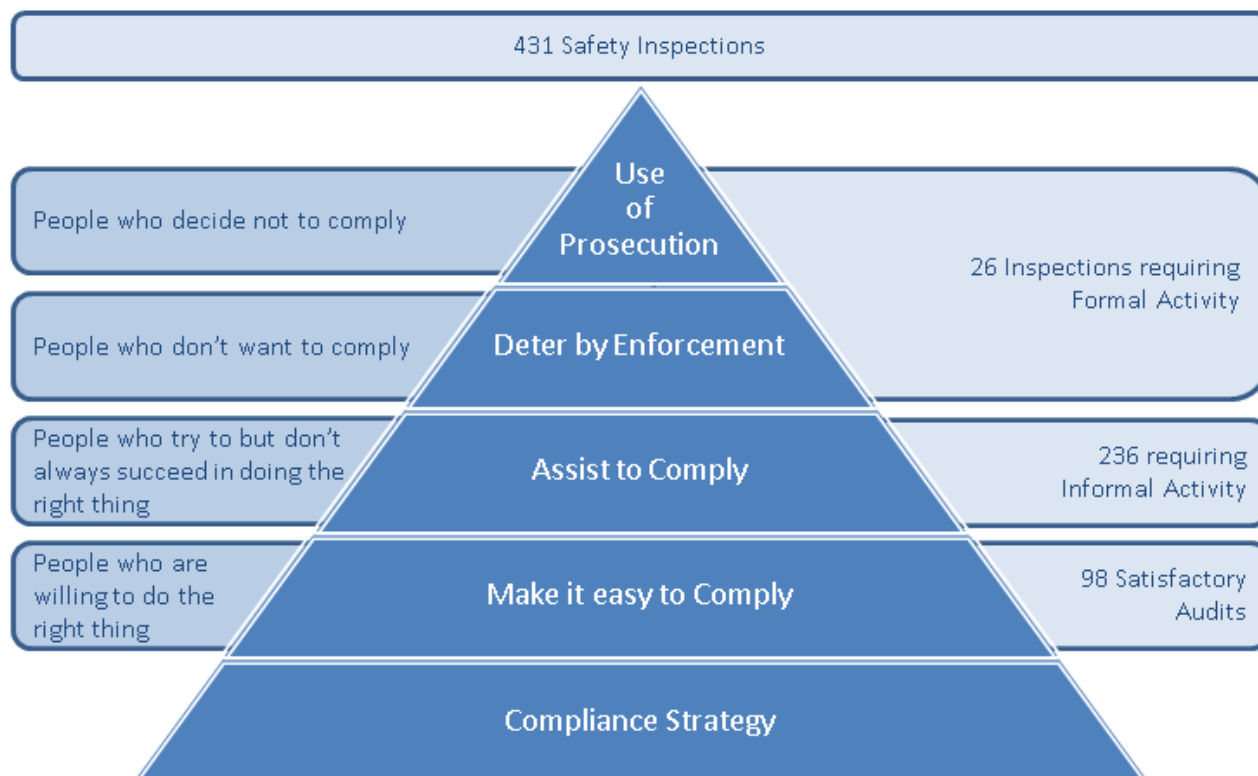 431 Safety Inspections
Use
of
Prosecution
People who decide not to comply
26 Inspections requiring
Formal Activity
People who don't want to comply
Deter by Enforcement
People who try to but don't
always succeed in doing the
right thing
Assist to Comply
236 requiring
Informal Activity
People who are
willing to do the
right thing
Make it easy to Comply
98 Satisfactory
Audits
Compliance Strategy